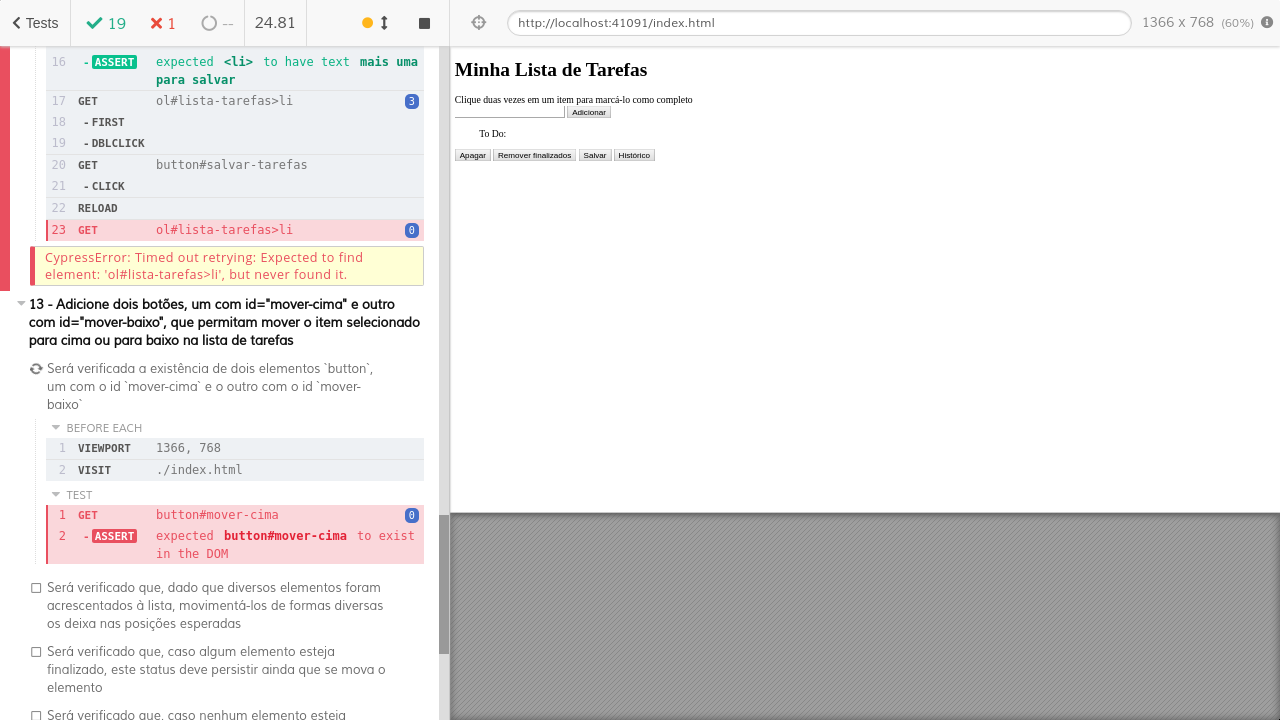 Tests 19 1 -- 24.81 http://localhost:41091/index.html 1366 x 768 (60%)
16 - ASSERT expected <li> to have text mais uma
para salvar
17 GET ol#lista-tarefas>li 3
18 - FIRST
19 - DBLCLICK
20 GET button#salvar-tarefas
21 - CLICK
22 RELOAD
23 GET ol#lista-tarefas>li 0
CypressError: Timed out retrying: Expected to find
element: 'ol#lista-tarefas>li', but never found it.
13 - Adicione dois botões, um com id="mover-cima" e outro
com id="mover-baixo", que permitam mover o item selecionado
para cima ou para baixo na lista de tarefas
Será verificada a existência de dois elementos `button`,
um com o id `mover-cima` e o outro com o id `mover-
baixo`
BEFORE EACH
1 VIEWPORT 1366, 768
2 VISIT ./index.html
TEST
1 GET button#mover-cima 0
2 - ASSERT expected button#mover-cima to exist
in the DOM
Será verificado que, dado que diversos elementos foram
acrescentados à lista, movimentá-los de formas diversas
os deixa nas posições esperadas
Será verificado que, caso algum elemento esteja
finalizado, este status deve persistir ainda que se mova o
elemento
Será verificado que, caso nenhum elemento esteja
Minha Lista de Tarefas
Clique duas vezes em um item para marcá-lo como completo
Adicionar
To Do:
Apagar Remover finalizados Salvar Histórico